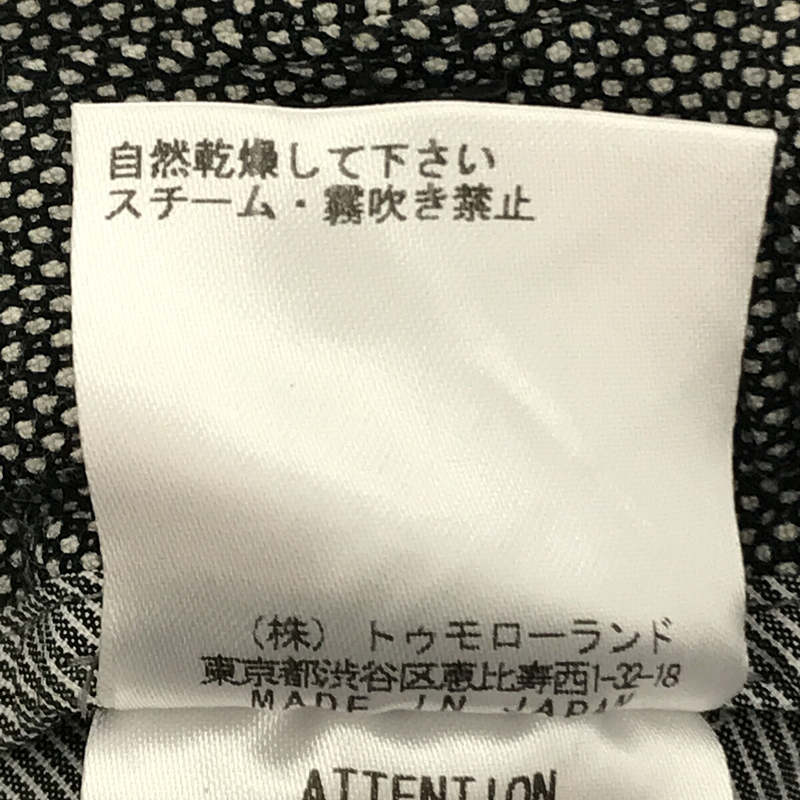 自然乾燥して下さい
スチーム・霧吹き禁止
(株) トゥモローランド
東京都渋谷区恵比寿西1-32-18
MADE IN JAPAN
ATTENTION